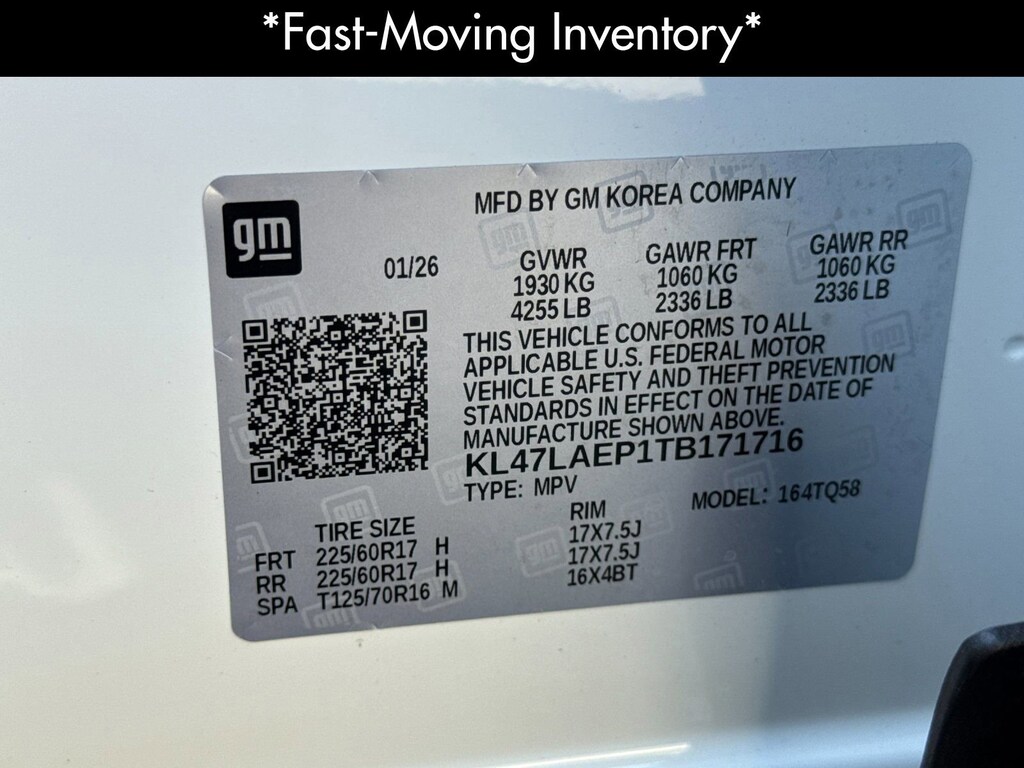 *Fast-Moving Inventory*
gm
MFD BY GM KOREA COMPANY
01/26
GVWR GAWR FRT GAWR RR
1930 KG 1060 KG 1060 KG
4255 LB 2336 LB 2336 LB
THIS VEHICLE CONFORMS TO ALL
APPLICABLE U.S. FEDERAL MOTOR
VEHICLE SAFETY AND THEFT PREVENTION
STANDARDS IN EFFECT ON THE DATE OF
MANUFACTURE SHOWN ABOVE.
KL47LAEP1TB171716
TYPE: MPV MODEL: 164TQ58
TIRE SIZE RIM
FRT 225/60R17 H 17X7.5J
RR 225/60R17 H 17X7.5J
SPA T125/70R16 M 16X4BT